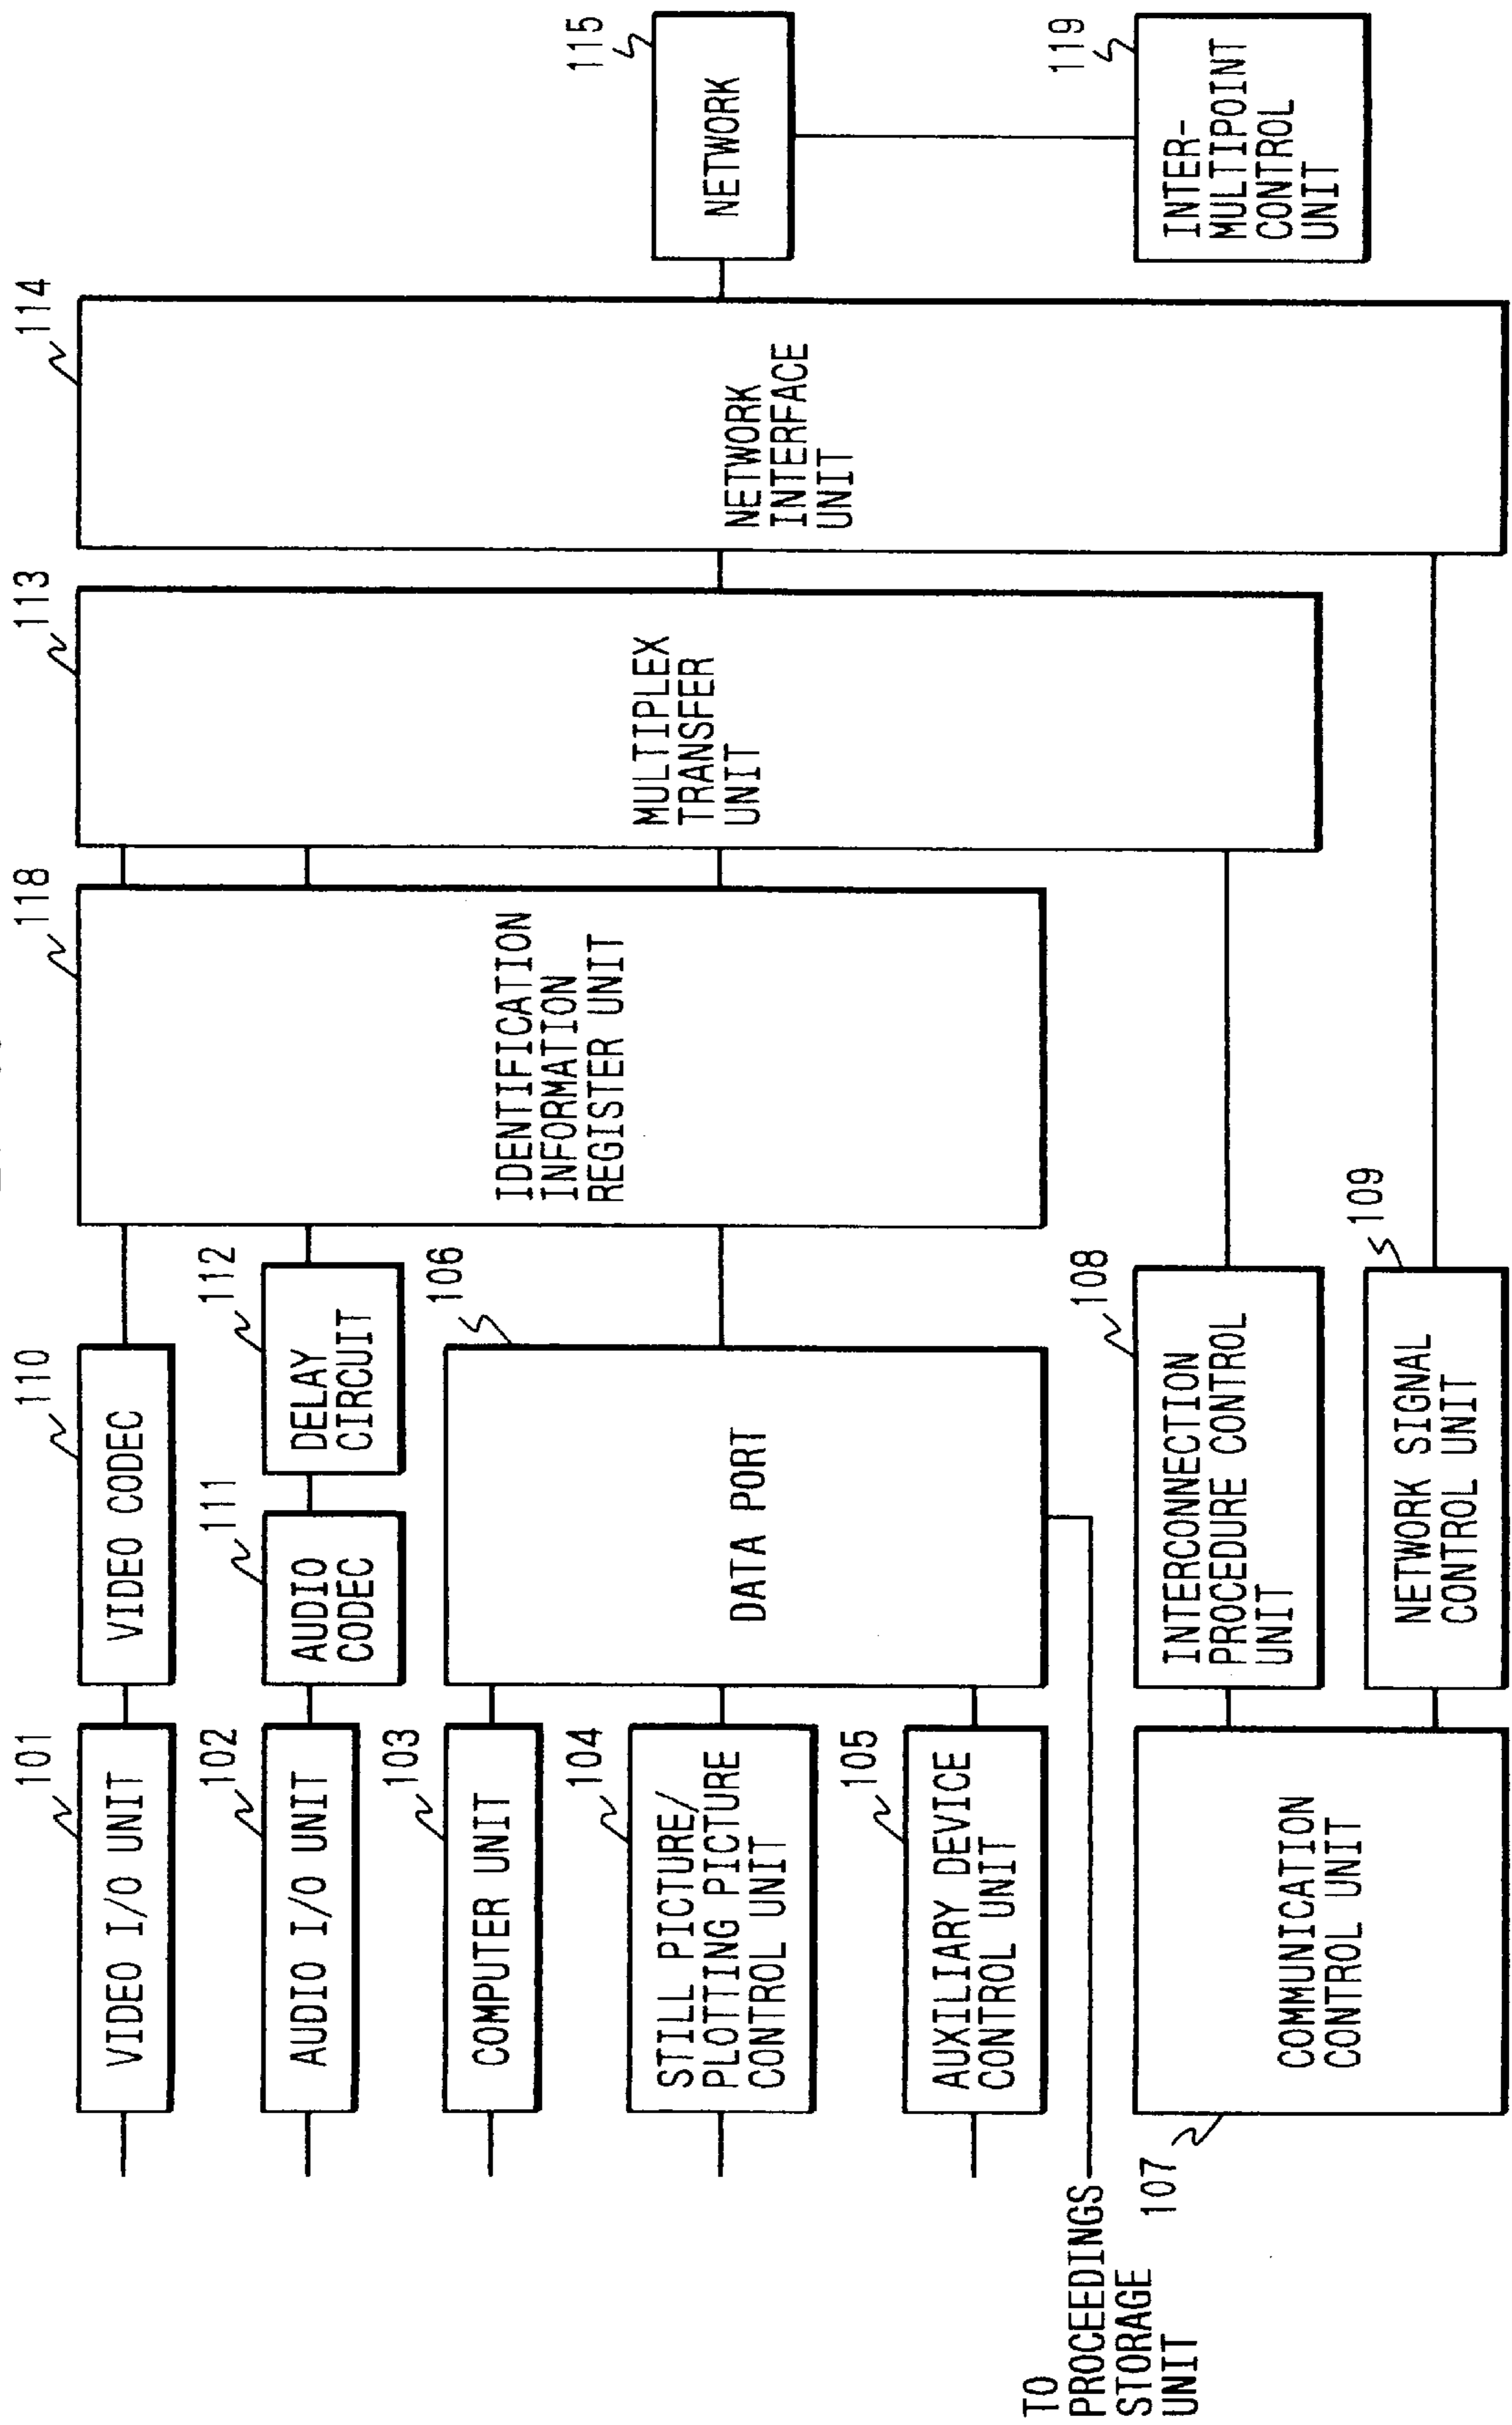 101
VIDEO I/O UNIT
110
VIDEO CODEC
102
AUDIO I/O UNIT
111
AUDIO
CODEC
112
DELAY
CIRCUIT
103
COMPUTER UNIT
104
STILL PICTURE/
PLOTTING PICTURE
CONTROL UNIT
105
AUXILIARY DEVICE
CONTROL UNIT
106
DATA PORT
TO
PROCEEDINGS
STORAGE
UNIT
107
COMMUNICATION
CONTROL UNIT
108
INTERCONNECTION
PROCEDURE CONTROL
UNIT
109
NETWORK SIGNAL
CONTROL UNIT
118
IDENTIFICATION
INFORMATION
REGISTER UNIT
113
MULTIPLEX
TRANSFER
UNIT
114
NETWORK
INTERFACE
UNIT
115
NETWORK
119
INTER-
MULTIPOINT
CONTROL
UNIT